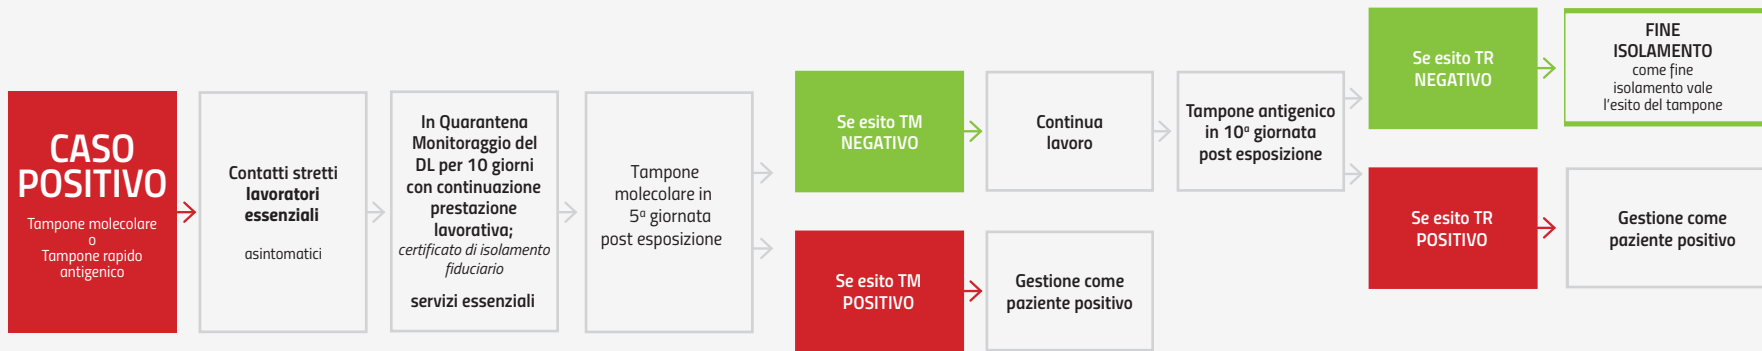 CASO
POSITIVO
Tampone molecolare
o
Tampone rapido
antigenico
Contatti stretti
lavoratori
essenziali
asintomatici
In Quarantena
Monitoraggio del
DL per 10 giorni
con continuazione
prestazione
lavorativa;
certificato di isolamento
fiduciario
servizi essenziali
Tampone
molecolare in
5ª giornata
post esposizione
Se esito TM
NEGATIVO
Continua
lavoro
Tampone antigenico
in 10ª giornata
post esposizione
Se esito TR
NEGATIVO
FINE
ISOLAMENTO
come fine
isolamento vale
l'esito del tampone
Se esito TM
POSITIVO
Gestione come
paziente positivo
Se esito TR
POSITIVO
Gestione come
paziente positivo